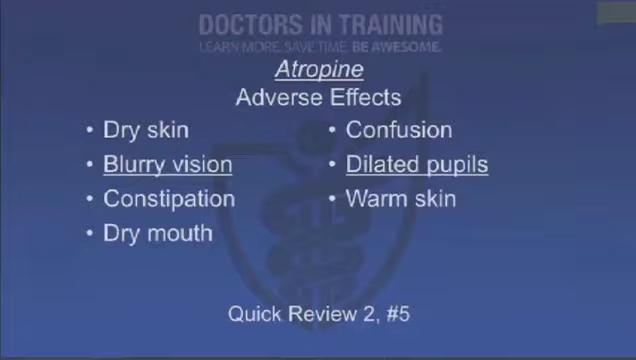 DOCTORS IN TRAINING
LEARN MORE. SAVE TIME. BE AWESOME.
Atropine
Adverse Effects
• Dry skin
• Blurry vision
• Constipation
• Dry mouth
• Confusion
• Dilated pupils
• Warm skin
Quick Review 2, #5